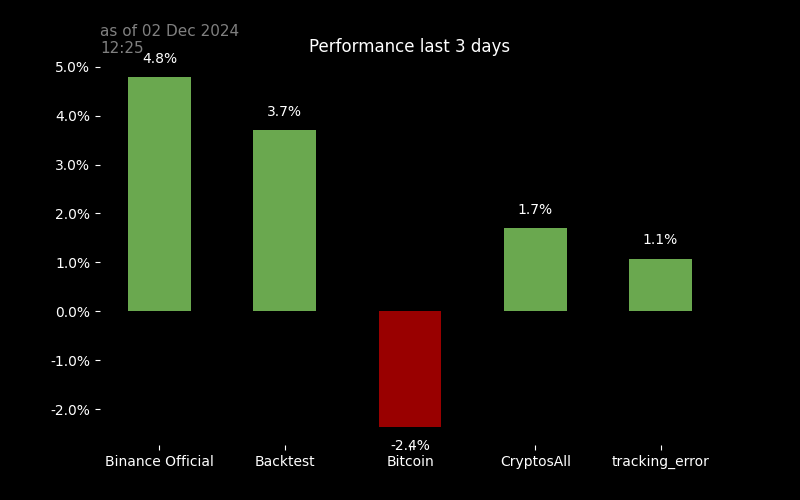 as of 02 Dec 2024
12:25
Performance last 3 days
5.0%
4.0%
3.0%
2.0%
1.0%
0.0%
-1.0%
-2.0%
4.8%
3.7%
-2.4%
1.7%
1.1%
Binance Official
Backtest
Bitcoin
CryptosAll
tracking_error